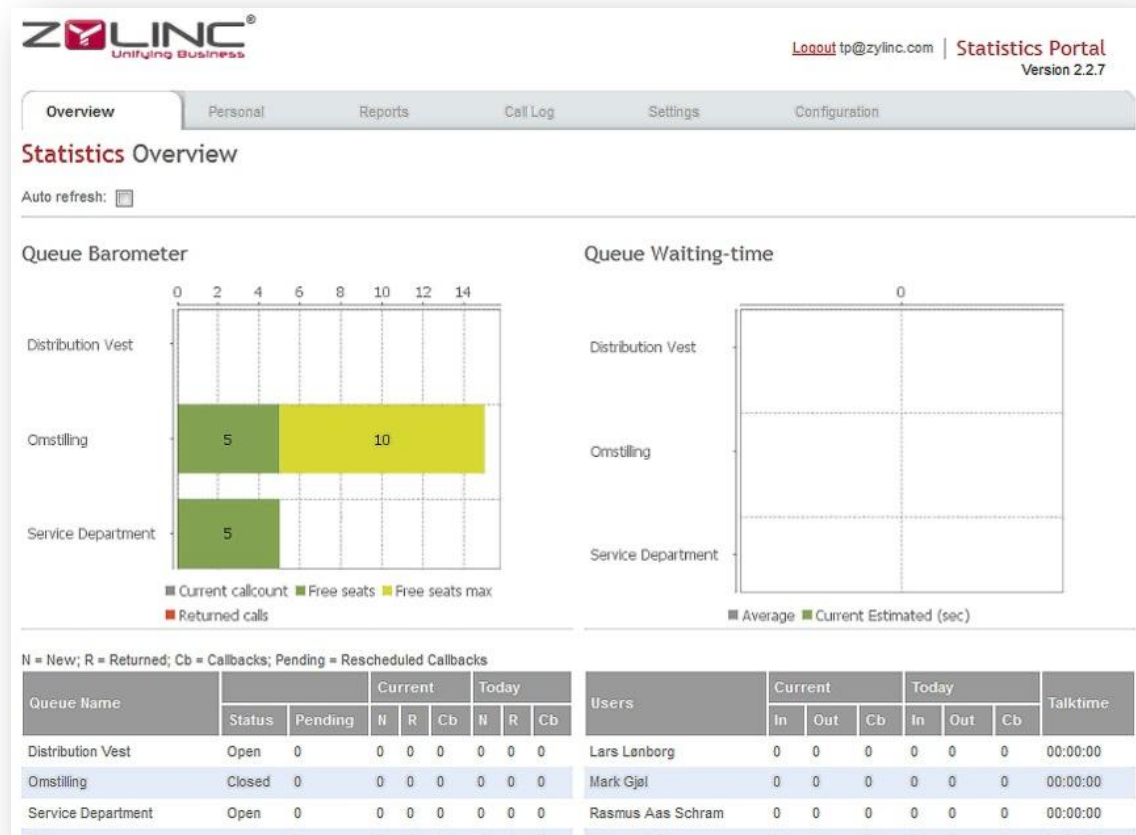 ZYLINC®
Unifying Business
Logout tp@zylinc.com | Statistics Portal
Version 2.2.7
Overview Personal Reports Call Log Settings Configuration
Statistics Overview
Auto refresh:
Queue Barometer
0 2 4 6 8 10 12 14
Distribution Vest
Omstilling 5 10
Service Department 5
Current callcount Free seats Free seats max
Returned calls
Queue Waiting-time
0
Distribution Vest
Omstilling
Service Department
Average Current Estimated (sec)
N = New; R = Returned; Cb = Callbacks; Pending = Rescheduled Callbacks
Queue Name Current Today
Status Pending N R Cb N R Cb
Distribution Vest Open 0 0 0 0 0 0 0
Omstilling Closed 0 0 0 0 0 0 0
Service Department Open 0 0 0 0 0 0 0
Users Current Today Talktime
In Out Cb In Out Cb
Lars Lønborg 0 0 0 0 0 0 00:00:00
Mark Gjøl 0 0 0 0 0 0 00:00:00
Rasmus Aas Schram 0 0 0 0 0 0 00:00:00